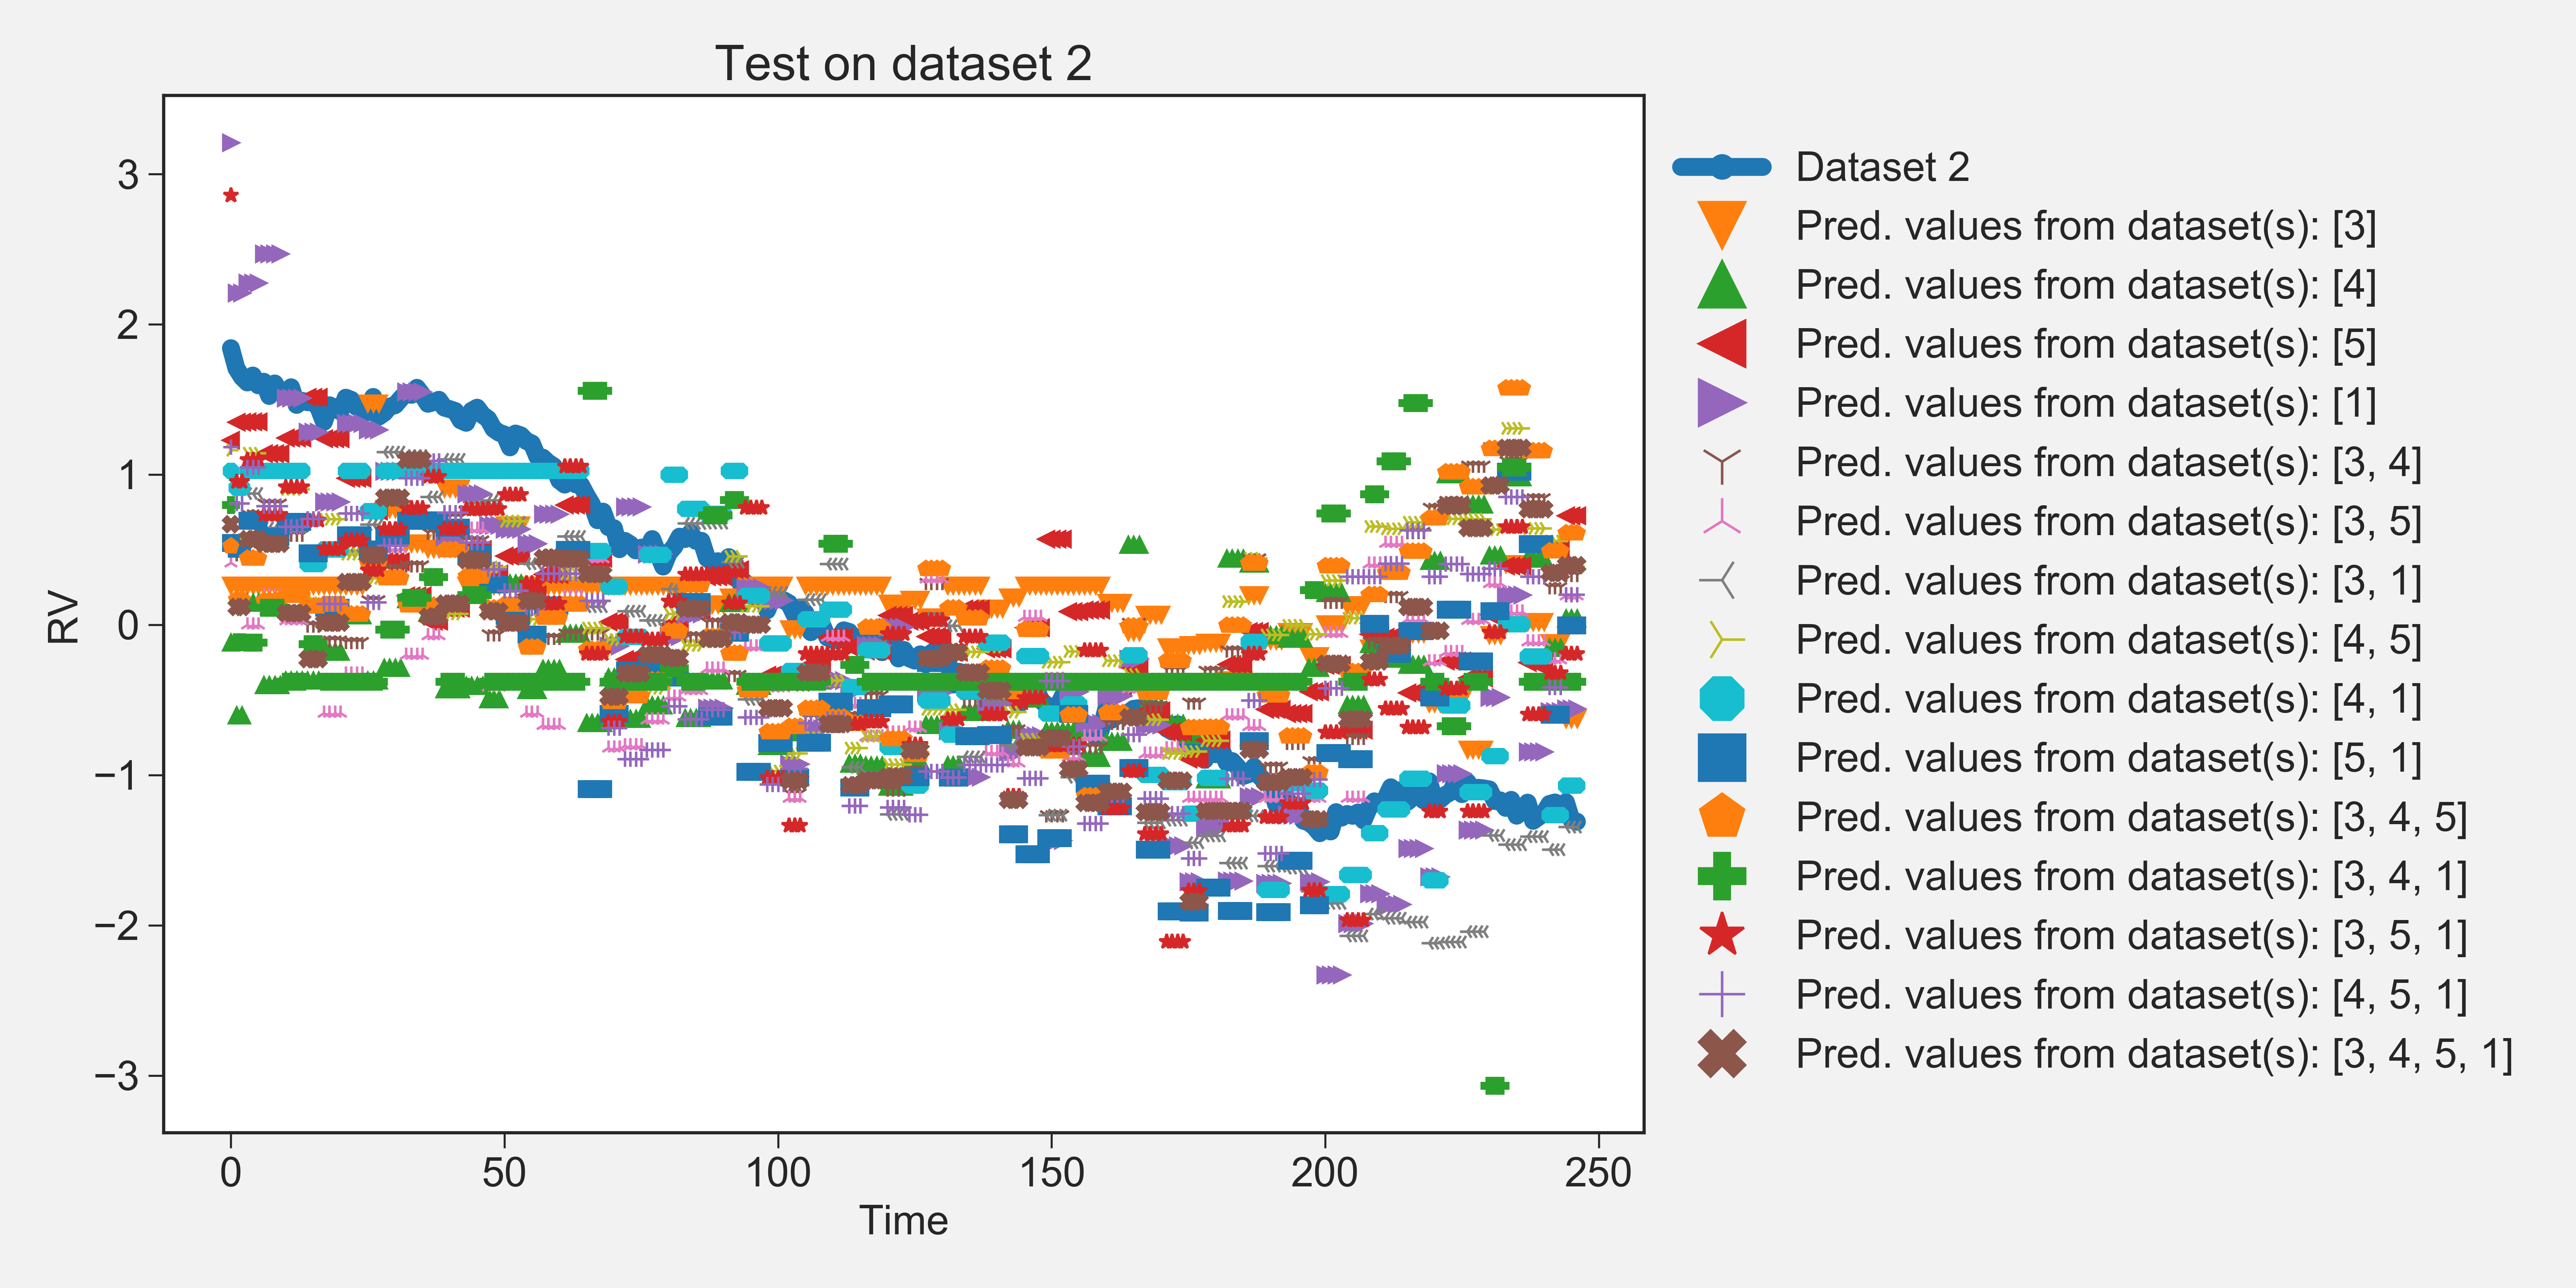 Test on dataset 2
3
2
1
0
−1
−2
−3
RV
0
50
100
150
200
250
Time
Dataset 2
Pred. values from dataset(s): [3]
Pred. values from dataset(s): [4]
Pred. values from dataset(s): [5]
Pred. values from dataset(s): [1]
Pred. values from dataset(s): [3, 4]
Pred. values from dataset(s): [3, 5]
Pred. values from dataset(s): [3, 1]
Pred. values from dataset(s): [4, 5]
Pred. values from dataset(s): [4, 1]
Pred. values from dataset(s): [5, 1]
Pred. values from dataset(s): [3, 4, 5]
Pred. values from dataset(s): [3, 4, 1]
Pred. values from dataset(s): [3, 5, 1]
Pred. values from dataset(s): [4, 5, 1]
Pred. values from dataset(s): [3, 4, 5, 1]